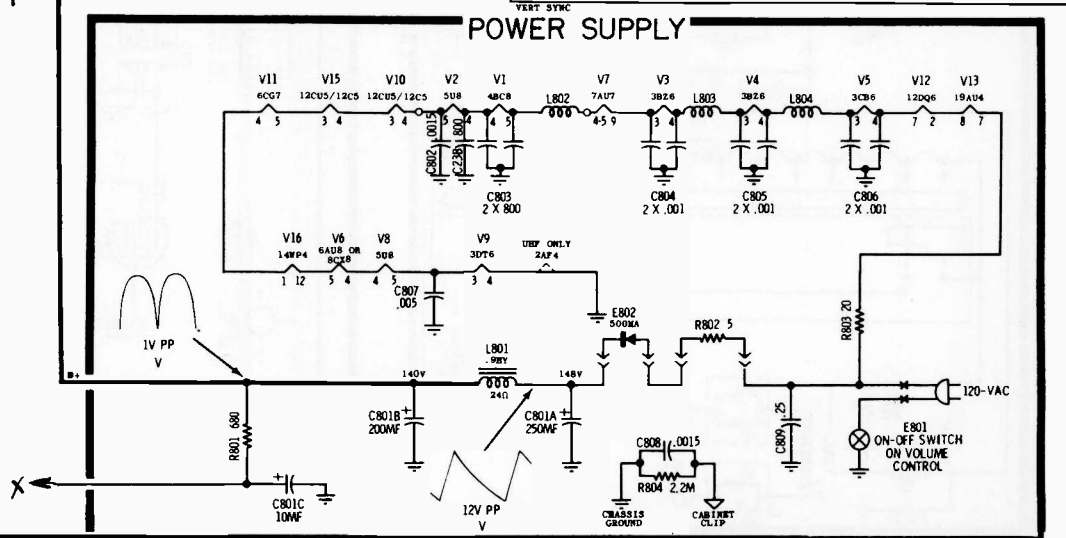 VERT SYNC
POWER SUPPLY
V11 V15 V10 V2 V1 V7 V3 V4 V5 V12 V13
6CG7 12CU5/12C5 12CU5/12C5 5U8 4BC8 L802 7AU7 3BZ6 L803 3BZ6 L804 3CB6 12DQ6 19AU4
4 5 3 4 3 4 5 4 4 5 4-5 9 3 4 3 4 3 4 7 2 8 7
C802 .0015
C23B 800
C803
2 X 800
C804
2 X .001
C805
2 X .001
C806
2 X .001
V16 V6 V8 V9 UHF ONLY
14WP4 6AU8 OR 8CX8 5U8 3DT6 2AF4
1 12 5 4 4 5 3 4
C807
.005
1V PP
V
E802
500MA
R802 5
R803 20
L801
.9HY
24Ω
B+
140V
148V
120-VAC
R801 680
C801B +
200MF
C801A +
250MF
C809 .25
E801
ON-OFF SWITCH
ON VOLUME
CONTROL
X
+
C801C
10MF
12V PP
V
C808 .0015
R804 2.2M
CHASSIS
GROUND
CABINET
CLIP